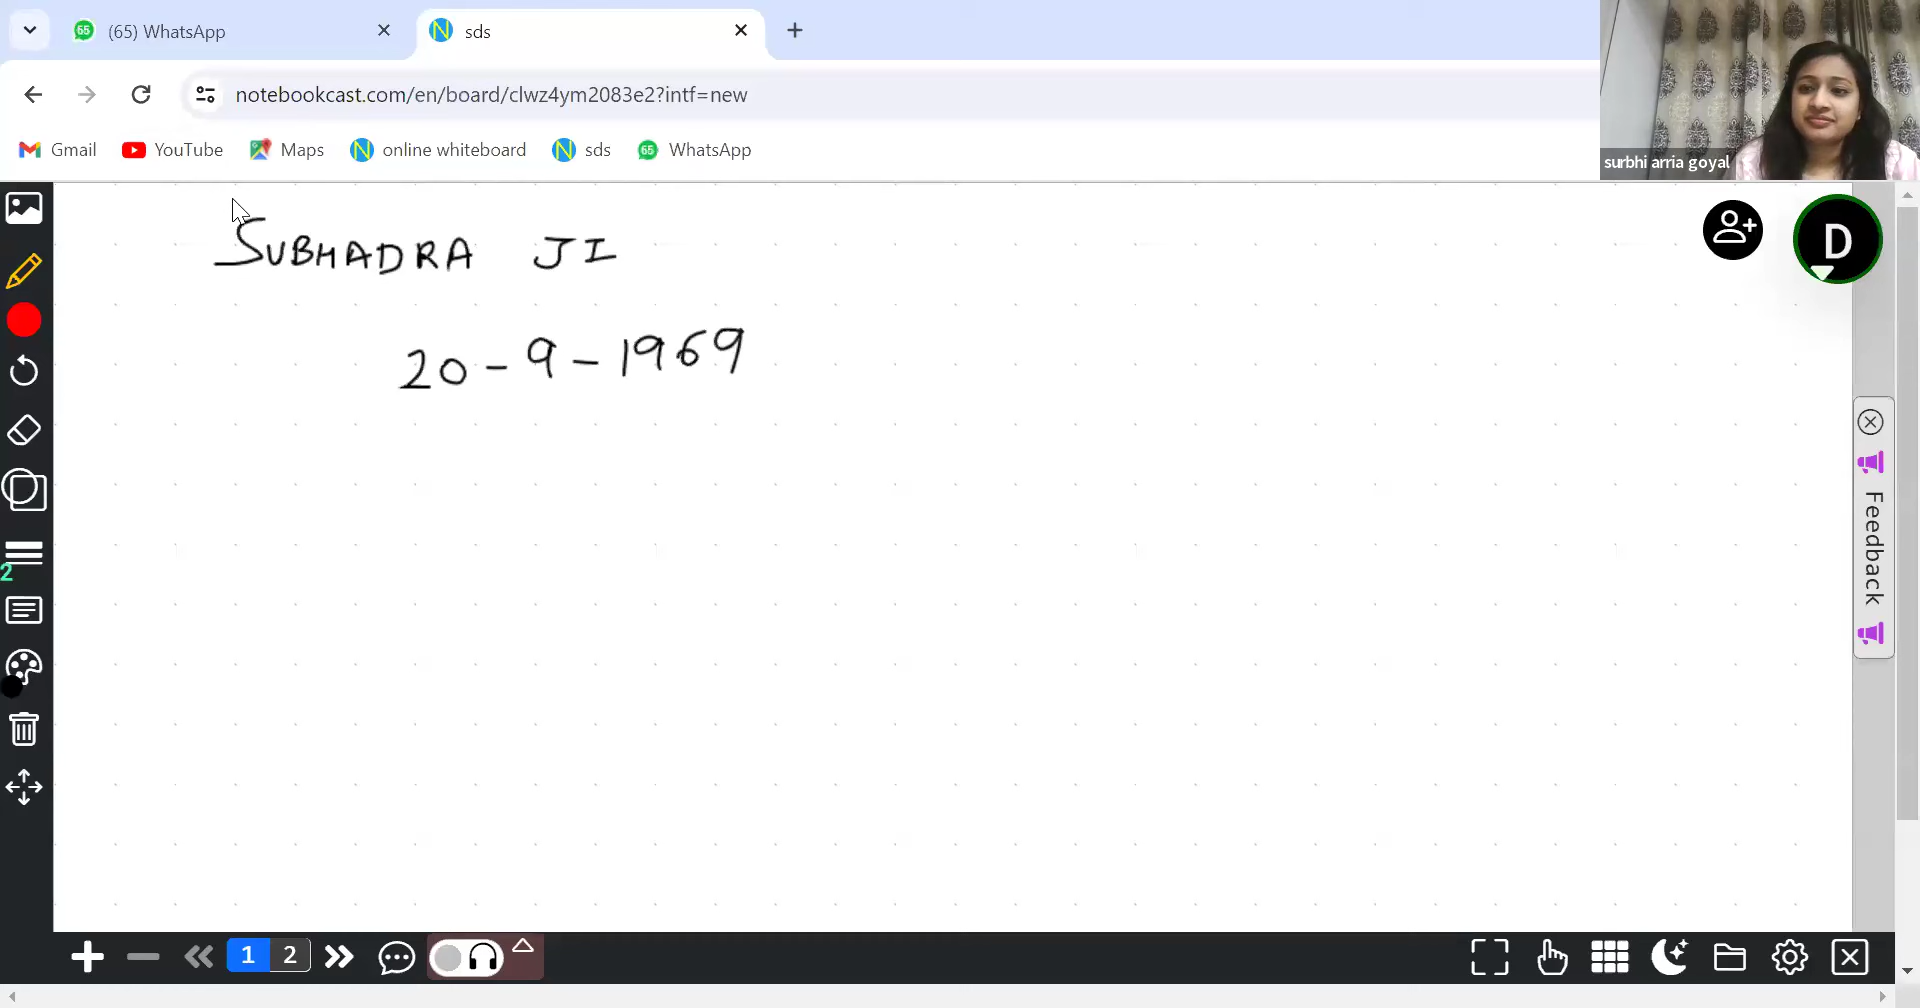 (65) WhatsApp
sds
notebookcast.com/en/board/clwz4ym2083e2?intf=new
Gmail YouTube Maps online whiteboard sds WhatsApp
surbhi arria goyal
SUBHADRA JI
D
20-9-1969
Feedback
2
1 2